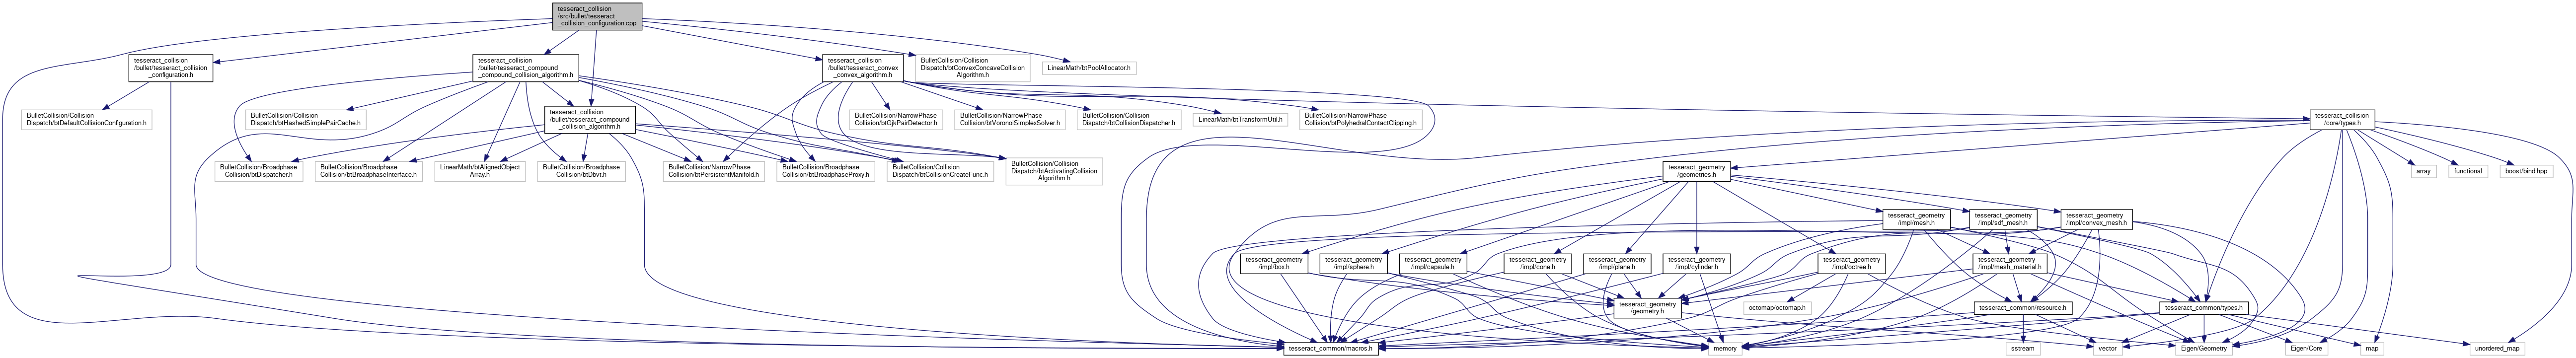 tesseract_collision
/src/bullet/tesseract
_collision_configuration.cpp
tesseract_collision
/bullet/tesseract_collision
_configuration.h
tesseract_collision
/bullet/tesseract_compound
_compound_collision_algorithm.h
tesseract_collision
/bullet/tesseract_convex
_convex_algorithm.h
BulletCollision/Collision
Dispatch/btConvexConcaveCollision
Algorithm.h
LinearMath/btPoolAllocator.h
BulletCollision/Collision
Dispatch/btDefaultCollisionConfiguration.h
BulletCollision/Collision
Dispatch/btHashedSimplePairCache.h
tesseract_collision
/bullet/tesseract_compound
_collision_algorithm.h
BulletCollision/NarrowPhase
Collision/btGjkPairDetector.h
BulletCollision/NarrowPhase
Collision/btVoronoiSimplexSolver.h
BulletCollision/Collision
Dispatch/btCollisionDispatcher.h
LinearMath/btTransformUtil.h
BulletCollision/NarrowPhase
Collision/btPolyhedralContactClipping.h
tesseract_collision
/core/types.h
BulletCollision/Broadphase
Collision/btDispatcher.h
BulletCollision/Broadphase
Collision/btBroadphaseInterface.h
LinearMath/btAlignedObject
Array.h
BulletCollision/Broadphase
Collision/btDbvt.h
BulletCollision/NarrowPhase
Collision/btPersistentManifold.h
BulletCollision/Broadphase
Collision/btBroadphaseProxy.h
BulletCollision/Collision
Dispatch/btCollisionCreateFunc.h
BulletCollision/Collision
Dispatch/btActivatingCollision
Algorithm.h
tesseract_geometry
/geometries.h
array
functional
boost/bind.hpp
tesseract_geometry
/impl/mesh.h
tesseract_geometry
/impl/sdf_mesh.h
tesseract_geometry
/impl/convex_mesh.h
tesseract_geometry
/impl/box.h
tesseract_geometry
/impl/sphere.h
tesseract_geometry
/impl/capsule.h
tesseract_geometry
/impl/cone.h
tesseract_geometry
/impl/plane.h
tesseract_geometry
/impl/cylinder.h
tesseract_geometry
/impl/octree.h
tesseract_geometry
/impl/mesh_material.h
tesseract_geometry
/geometry.h
octomap/octomap.h
tesseract_common/resource.h
tesseract_common/types.h
tesseract_common/macros.h
memory
sstream
vector
Eigen/Geometry
Eigen/Core
map
unordered_map